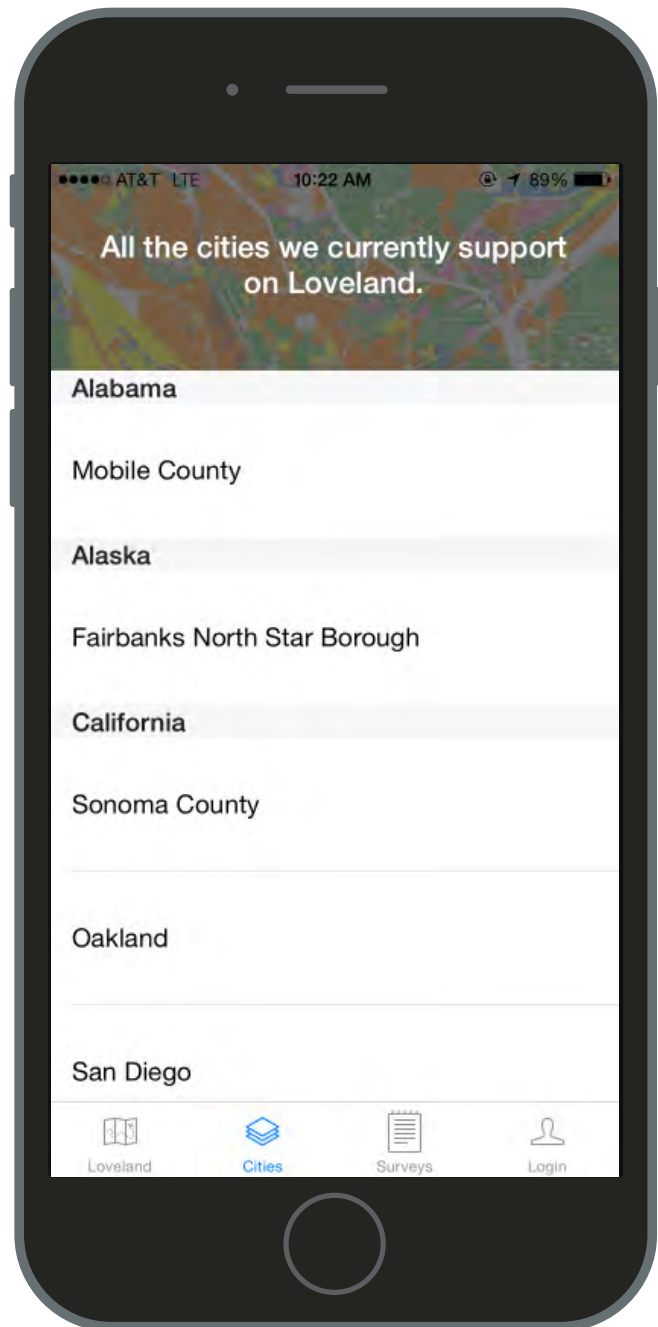 AT&T LTE 10:22 AM 89%
All the cities we currently support
on Loveland.
Alabama
Mobile County
Alaska
Fairbanks North Star Borough
California
Sonoma County
Oakland
San Diego
Loveland Cities Surveys Login